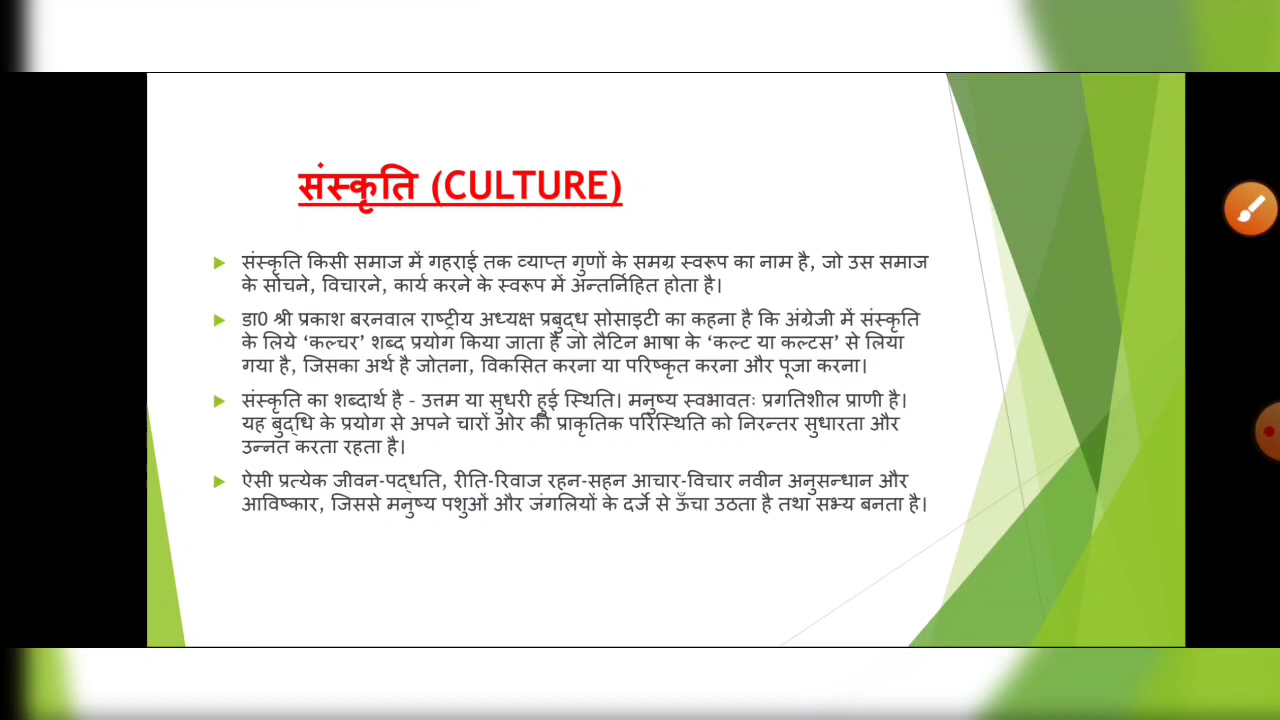 संस्कृति (CULTURE)
संस्कृति किसी समाज में गहराई तक व्याप्त गुणों के समग्र स्वरूप का नाम है, जो उस समाज
के सोचने, विचारने, कार्य करने के स्वरूप में अन्तर्निहित होता है।
डा0 श्री प्रकाश बरनवाल राष्ट्रीय अध्यक्ष प्रबुद्ध सोसाइटी का कहना है कि अंग्रेजी में संस्कृति
के लिये ‘कल्चर’ शब्द प्रयोग किया जाता है जो लैटिन भाषा के ‘कल्ट या कल्टस’ से लिया
गया है, जिसका अर्थ है जोतना, विकसित करना या परिष्कृत करना और पूजा करना।
संस्कृति का शब्दार्थ है - उत्तम या सुधरी हुई स्थिति। मनुष्य स्वभावतः प्रगतिशील प्राणी है।
यह बुद्धि के प्रयोग से अपने चारों ओर की प्राकृतिक परिस्थिति को निरन्तर सुधारता और
उन्नत करता रहता है।
ऐसी प्रत्येक जीवन-पद्धति, रीति-रिवाज रहन-सहन आचार-विचार नवीन अनुसन्धान और
आविष्कार, जिससे मनुष्य पशुओं और जंगलियों के दर्जे से ऊँचा उठता है तथा सभ्य बनता है।